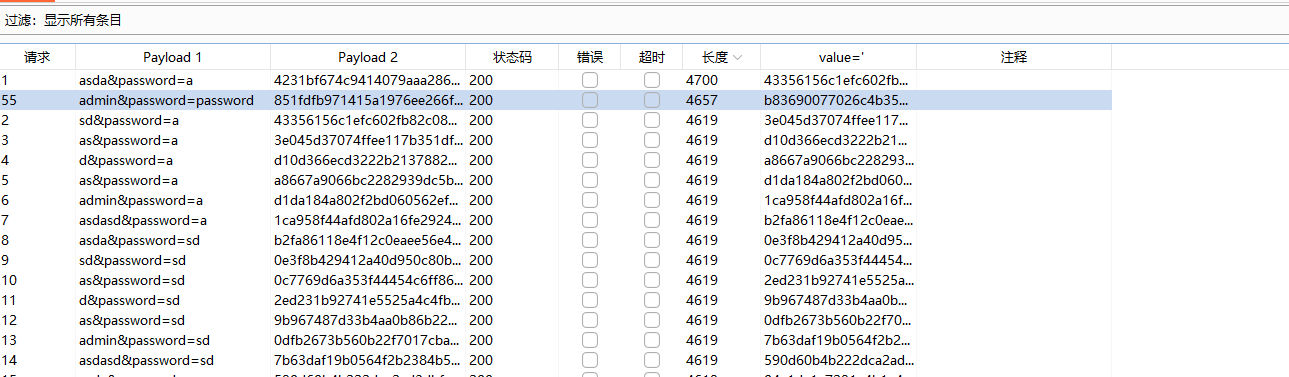 过滤：显示所有条目
请求 Payload 1 Payload 2 状态码 错误 超时 长度 value=' 注释
1 asda&password=a 4231bf674c9414079aaa286... 200 4700 43356156c1efc602fb...
55 admin&password=password 851fdfb971415a1976ee266f... 200 4657 b83690077026c4b35...
2 sd&password=a 43356156c1efc602fb82c08... 200 4619 3e045d37074ffee117...
3 as&password=a 3e045d37074ffee117b351df... 200 4619 d10d366ecd3222b21...
4 d&password=a d10d366ecd3222b2137882... 200 4619 a8667a9066bc228293...
5 as&password=a a8667a9066bc2282939dc5b... 200 4619 d1da184a802f2bd060...
6 admin&password=a d1da184a802f2bd060562ef... 200 4619 1ca958f44afd802a16f...
7 asdasd&password=a 1ca958f44afd802a16fe2924... 200 4619 b2fa86118e4f12c0eae...
8 asda&password=sd b2fa86118e4f12c0eaee56e4... 200 4619 0e3f8b429412a40d95...
9 sd&password=sd 0e3f8b429412a40d950c80b... 200 4619 0c7769d6a353f44454...
10 as&password=sd 0c7769d6a353f44454c6ff86... 200 4619 2ed231b92741e5525a...
11 d&password=sd 2ed231b92741e5525a4c4fb... 200 4619 9b967487d33b4aa0b...
12 as&password=sd 9b967487d33b4aa0b86b22... 200 4619 0dfb2673b560b22f70...
13 admin&password=sd 0dfb2673b560b22f7017cba... 200 4619 7b63daf19b0564f2b2...
14 asdasd&password=sd 7b63daf19b0564f2b2384b5... 200 4619 590d60b4b222dca2ad...